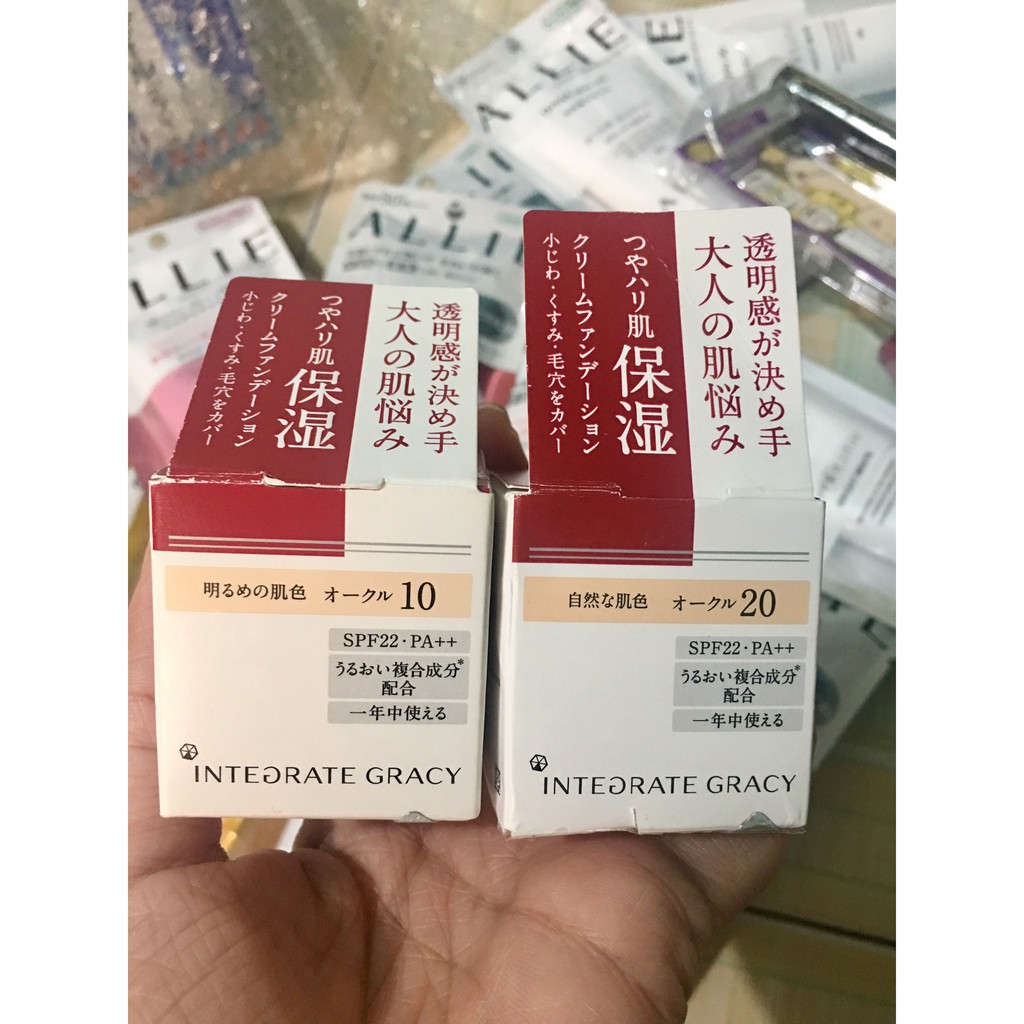 ALLIE
ALLIE
ALLIE
透明感が決め手
大人の肌悩み
つやハリ肌 保湿
クリームファンデーション
小じわ・くすみ・毛穴をカバー
明るめの肌色 オークル 10
SPF22・PA++
うるおい複合成分*
配合
一年中使える
INTEGRATE GRACY
透明感が決め手
大人の肌悩み
つやハリ肌 保湿
クリームファンデーション
小じわ・くすみ・毛穴をカバー
自然な肌色 オークル 20
SPF22・PA++
うるおい複合成分*
配合
一年中使える
INTEGRATE GRACY